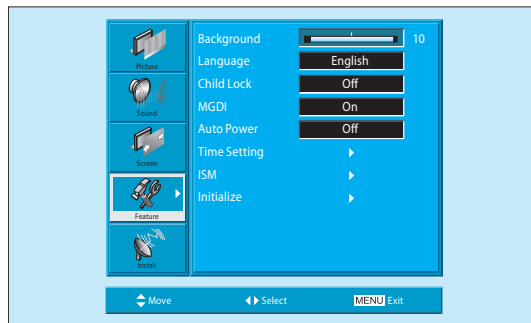 Picture
Sound
Screen
Feature
Install
Background 10
Language English
Child Lock Off
MGDI On
Auto Power Off
Time Setting
ISM
Initialize
Move Select MENU Exit